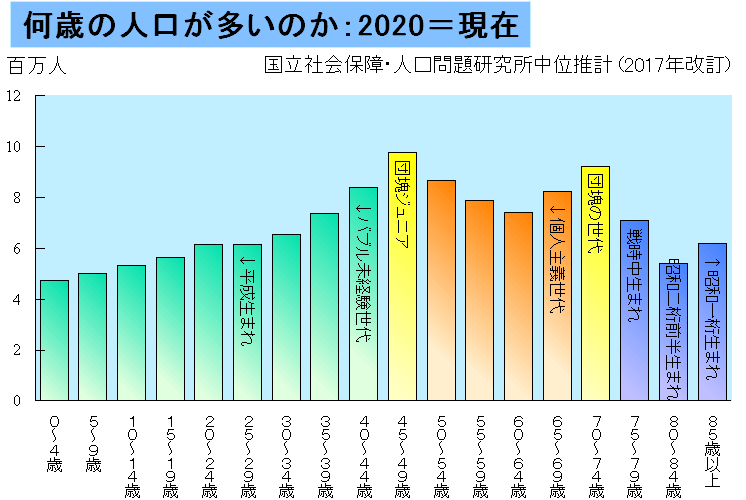 何歳の人口が多いのか：2020＝現在
百万人
国立社会保障・人口問題研究所中位推計（2017年改訂）
12
10
8
6
4
2
0
↓平成生まれ
↓バブル未経験世代
団塊ジュニア
↓個人主義世代
団塊の世代
戦時中生まれ
昭和二桁前半生まれ
↑昭和一桁生まれ
0～4歳
5～9歳
10～14歳
15～19歳
20～24歳
25～29歳
30～34歳
35～39歳
40～44歳
45～49歳
50～54歳
55～59歳
60～64歳
65～69歳
70～74歳
75～79歳
80～84歳
85歳以上